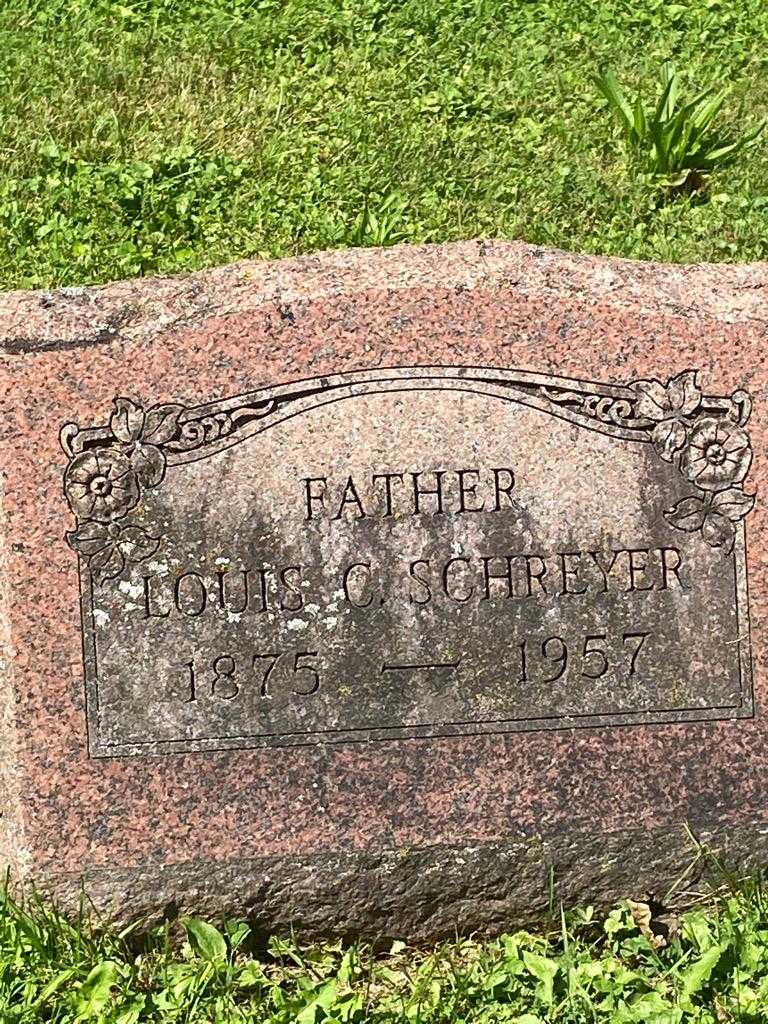 FATHER
LOUIS C. SCHREYER
1875 — 1957